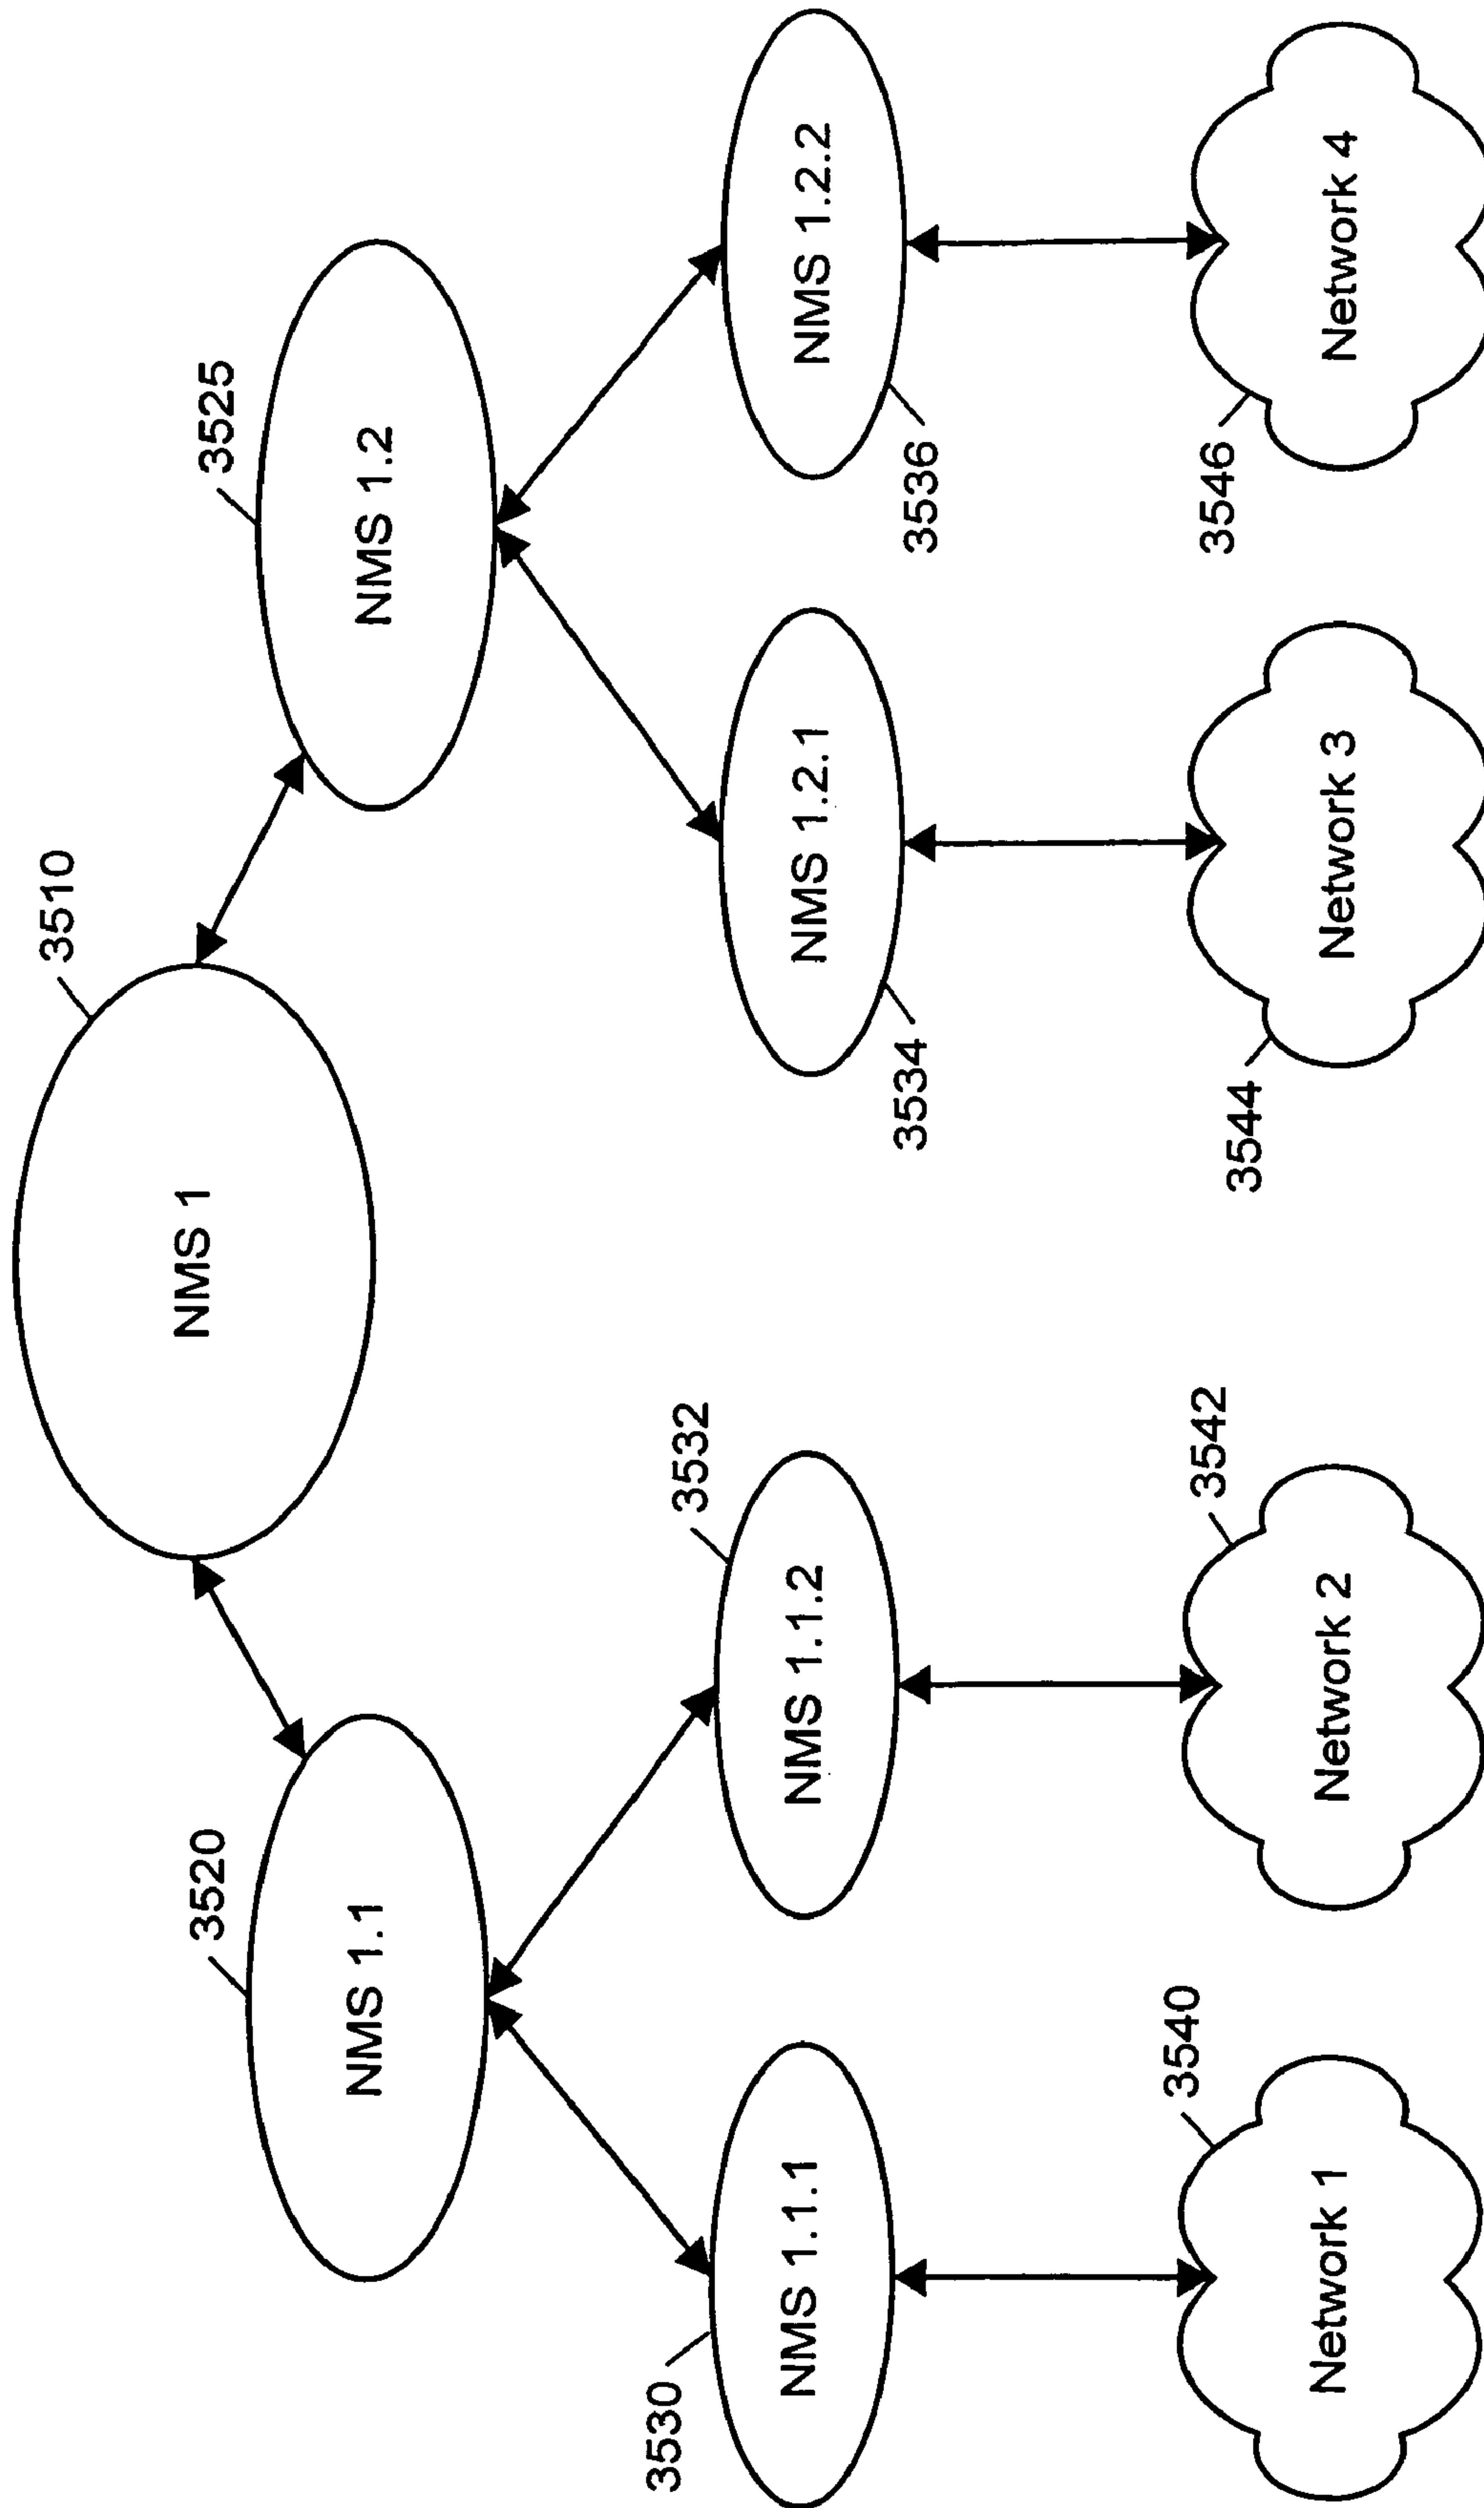 3510
NMS 1
3520
NMS 1.1
3525
NMS 1.2
3530
NMS 1.1.1
3532
NMS 1.1.2
NMS 1.2.1
3534
NMS 1.2.2
3536
3540
Network 1
3542
Network 2
3544
Network 3
3546
Network 4